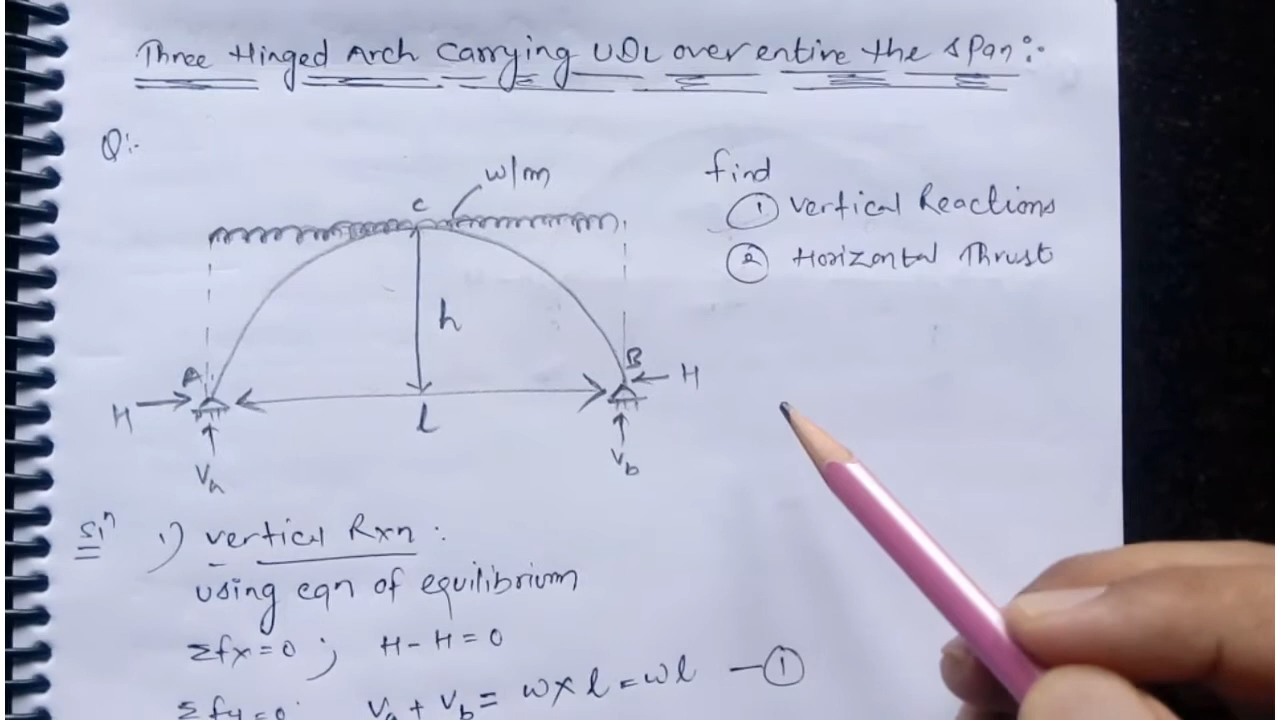 Three Hinged Arch Carrying UDL over entire the span:-
Q:-
w/m
C
h
A
B
H
H
l
Va
Vb
find
① Vertical Reactions
② Horizontal Thrust
Sl^n 1) vertical Rxn :
using eqn of equilibrium
Σfx=0 ; H-H=0
Σfy=0; Va + Vb = w×l = wl —①